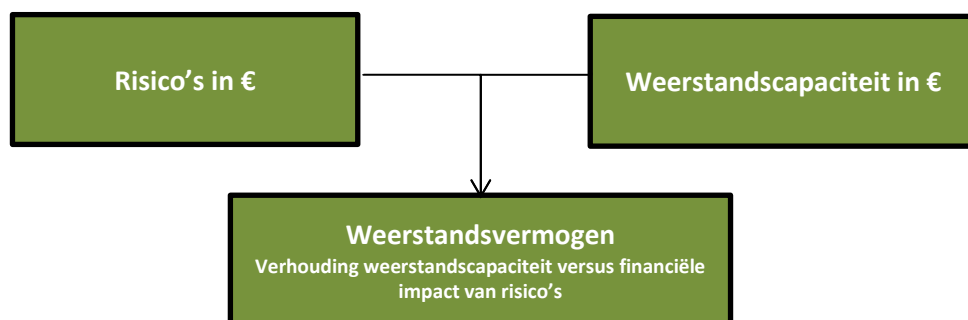 Risico’s in €
Weerstandscapaciteit in €
Weerstandsvermogen
Verhouding weerstandscapaciteit versus financiële
impact van risico’s